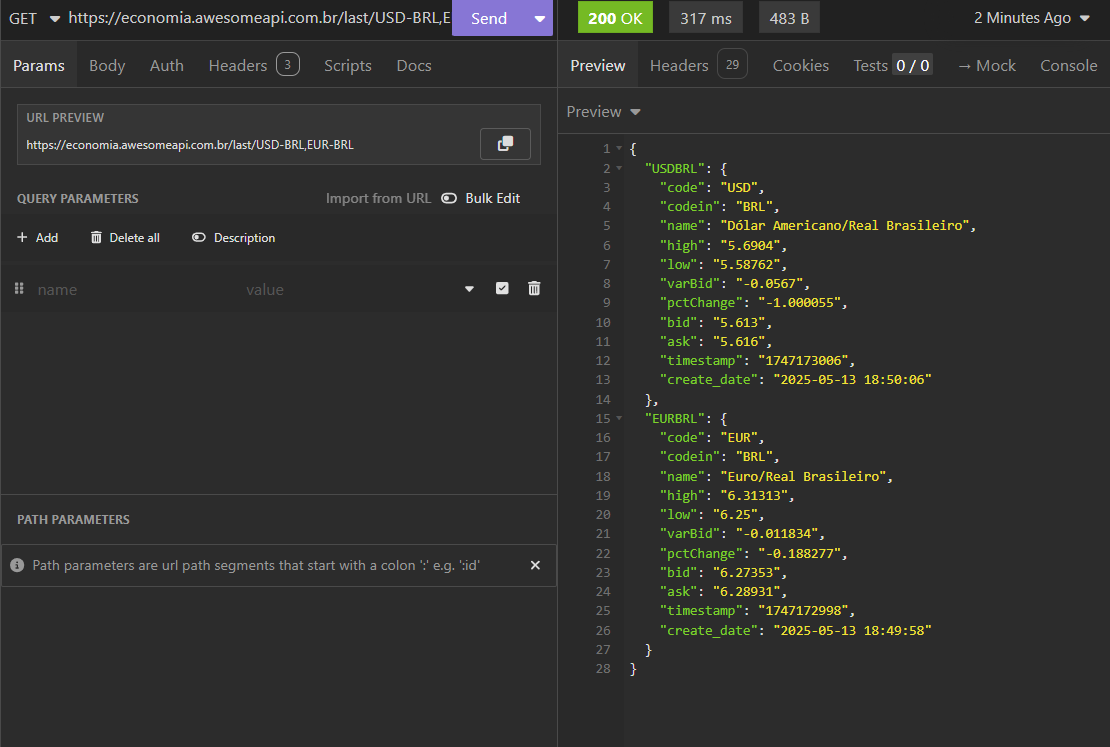 GET https://economia.awesomeapi.com.br/last/USD-BRL,E Send
Params Body Auth Headers 3 Scripts Docs
URL PREVIEW
https://economia.awesomeapi.com.br/last/USD-BRL,EUR-BRL
QUERY PARAMETERS Import from URL Bulk Edit
+ Add Delete all Description
name value
PATH PARAMETERS
Path parameters are url path segments that start with a colon ':' e.g. ':id'
200 OK 317 ms 483 B 2 Minutes Ago
Preview Headers 29 Cookies Tests 0 / 0 → Mock Console
Preview
1 {
2 "USDBRL": {
3 "code": "USD",
4 "codein": "BRL",
5 "name": "Dólar Americano/Real Brasileiro",
6 "high": "5.6904",
7 "low": "5.58762",
8 "varBid": "-0.0567",
9 "pctChange": "-1.000055",
10 "bid": "5.613",
11 "ask": "5.616",
12 "timestamp": "1747173006",
13 "create_date": "2025-05-13 18:50:06"
14 },
15 "EURBRL": {
16 "code": "EUR",
17 "codein": "BRL",
18 "name": "Euro/Real Brasileiro",
19 "high": "6.31313",
20 "low": "6.25",
21 "varBid": "-0.011834",
22 "pctChange": "-0.188277",
23 "bid": "6.27353",
24 "ask": "6.28931",
25 "timestamp": "1747172998",
26 "create_date": "2025-05-13 18:49:58"
27 }
28 }